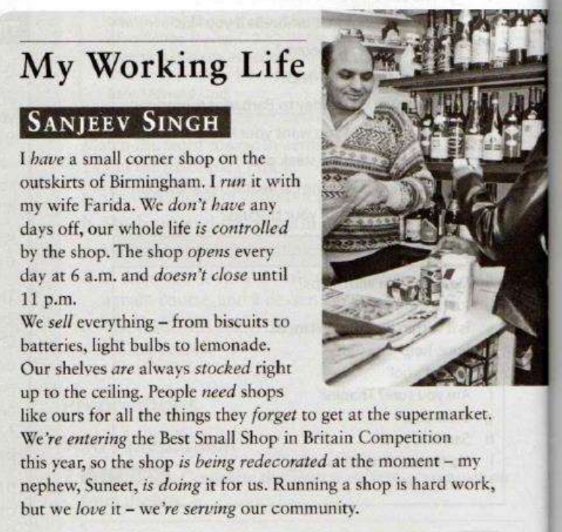 My Working Life
SANJEEV SINGH
I have a small corner shop on the
outskirts of Birmingham. I run it with
my wife Farida. We don't have any
days off, our whole life is controlled
by the shop. The shop opens every
day at 6 a.m. and doesn't close until
11 p.m.
We sell everything – from biscuits to
batteries, light bulbs to lemonade.
Our shelves are always stocked right
up to the ceiling. People need shops
like ours for all the things they forget to get at the supermarket.
We're entering the Best Small Shop in Britain Competition
this year, so the shop is being redecorated at the moment – my
nephew, Suneet, is doing it for us. Running a shop is hard work,
but we love it – we're serving our community.